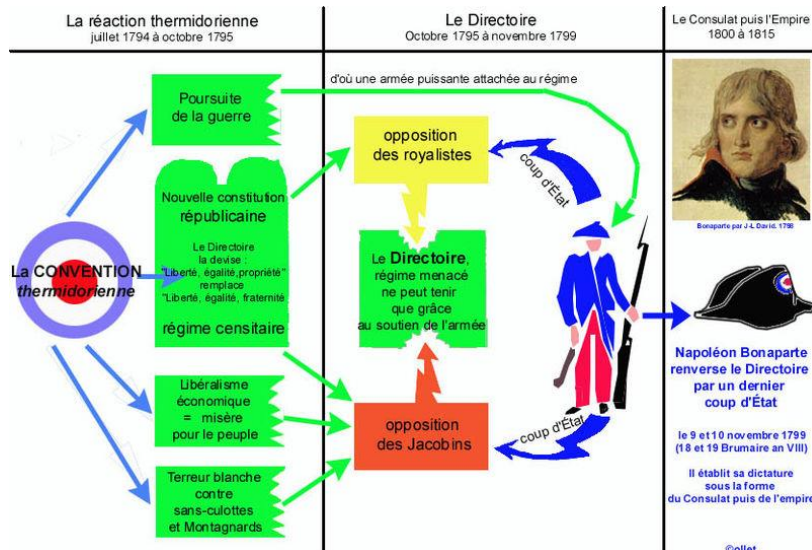 La réaction thermidorienne
juillet 1794 à octobre 1795
Le Directoire
Octobre 1795 à novembre 1799
Le Consulat puis l'Empire
1800 à 1815
d'où une armée puissante attachée au régime
Poursuite
de la guerre
Nouvelle constitution
républicaine
Le Directoire
la devise :
"Liberté, égalité,propriété"
remplace
"Liberté, égalité, fraternité
régime censitaire
La CONVENTION
thermidorienne
Libéralisme
économique
= misère
pour le peuple
Terreur blanche
contre
sans-culottes
et Montagnards
opposition
des royalistes
coup d'État
Le Directoire,
régime menacé
ne peut tenir
que grâce
au soutien de l'armée
opposition
des Jacobins
coup d'État
Bonaparte par J-L David. 1798
Napoléon Bonaparte
renverse le Directoire
par un dernier
coup d'État
le 9 et 10 novembre 1799
(18 et 19 Brumaire an VIII)
Il établit sa dictature
sous la forme
du Consulat puis de l'empire
©ollet